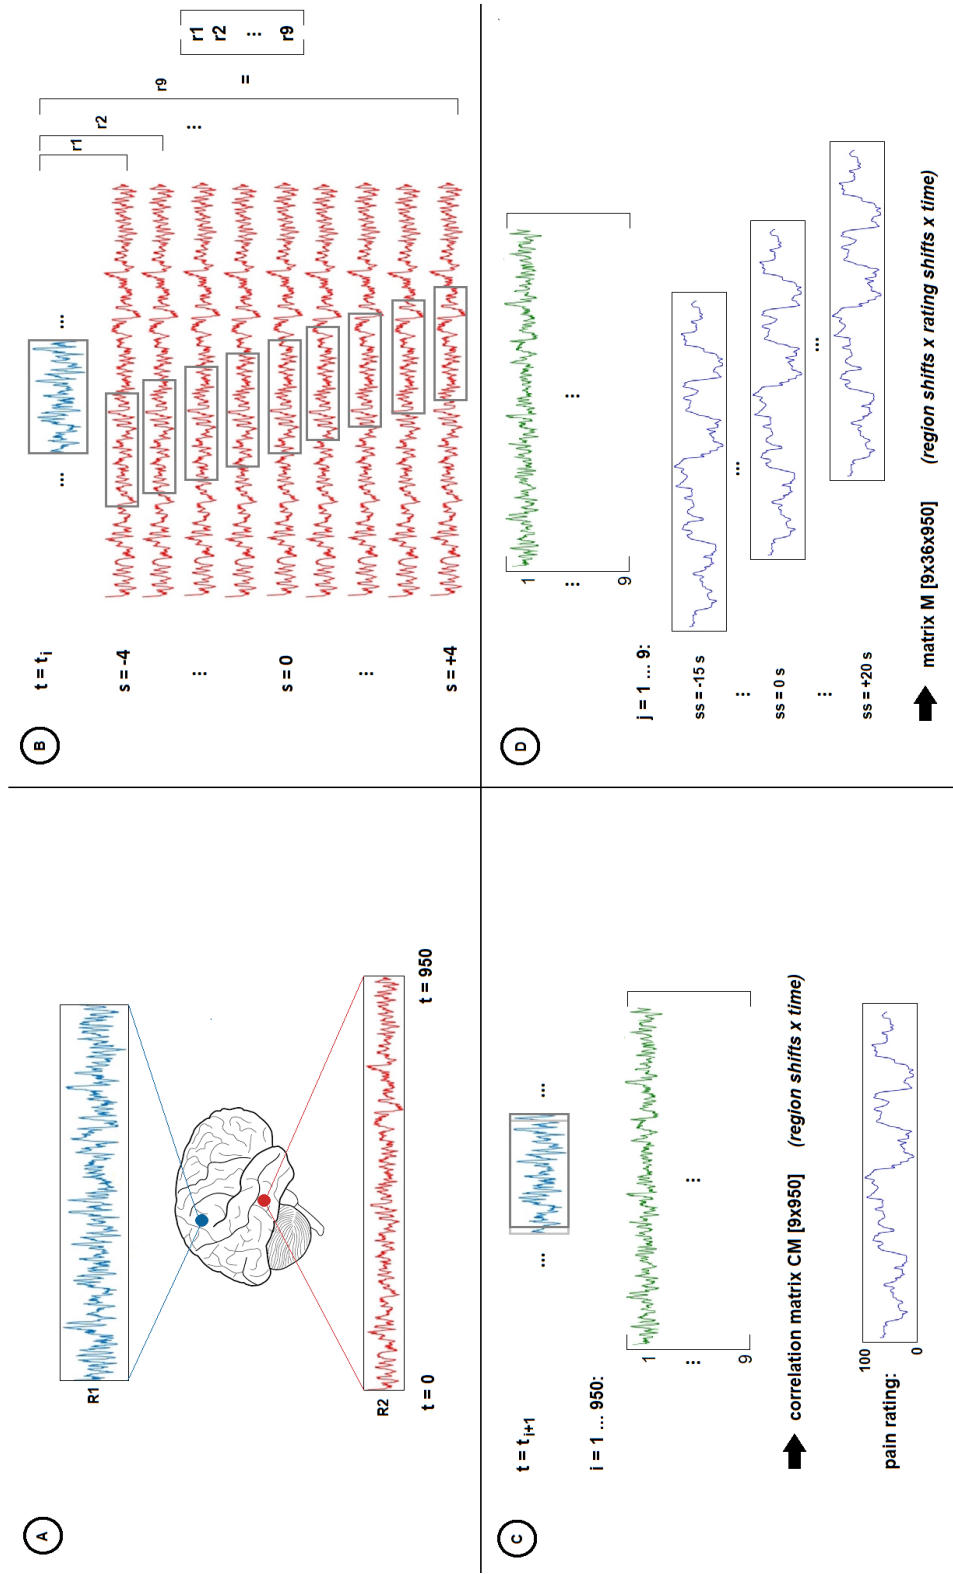 A
R1
R2
t = 0
t = 950
B
t = tᵢ
...
...
s = -4
...
s = 0
...
s = +4
r1
r2
...
r9
=
r1
r2
...
r9
C
t = tᵢ₊₁
...
...
i = 1 ... 950:
1
...
9
...
correlation matrix CM [9x950] (region shifts x time)
pain rating:
100
0
D
1
...
9
...
j = 1 ... 9:
ss = -15 s
...
...
ss = 0 s
...
...
ss = +20 s
matrix M [9x36x950] (region shifts x rating shifts x time)